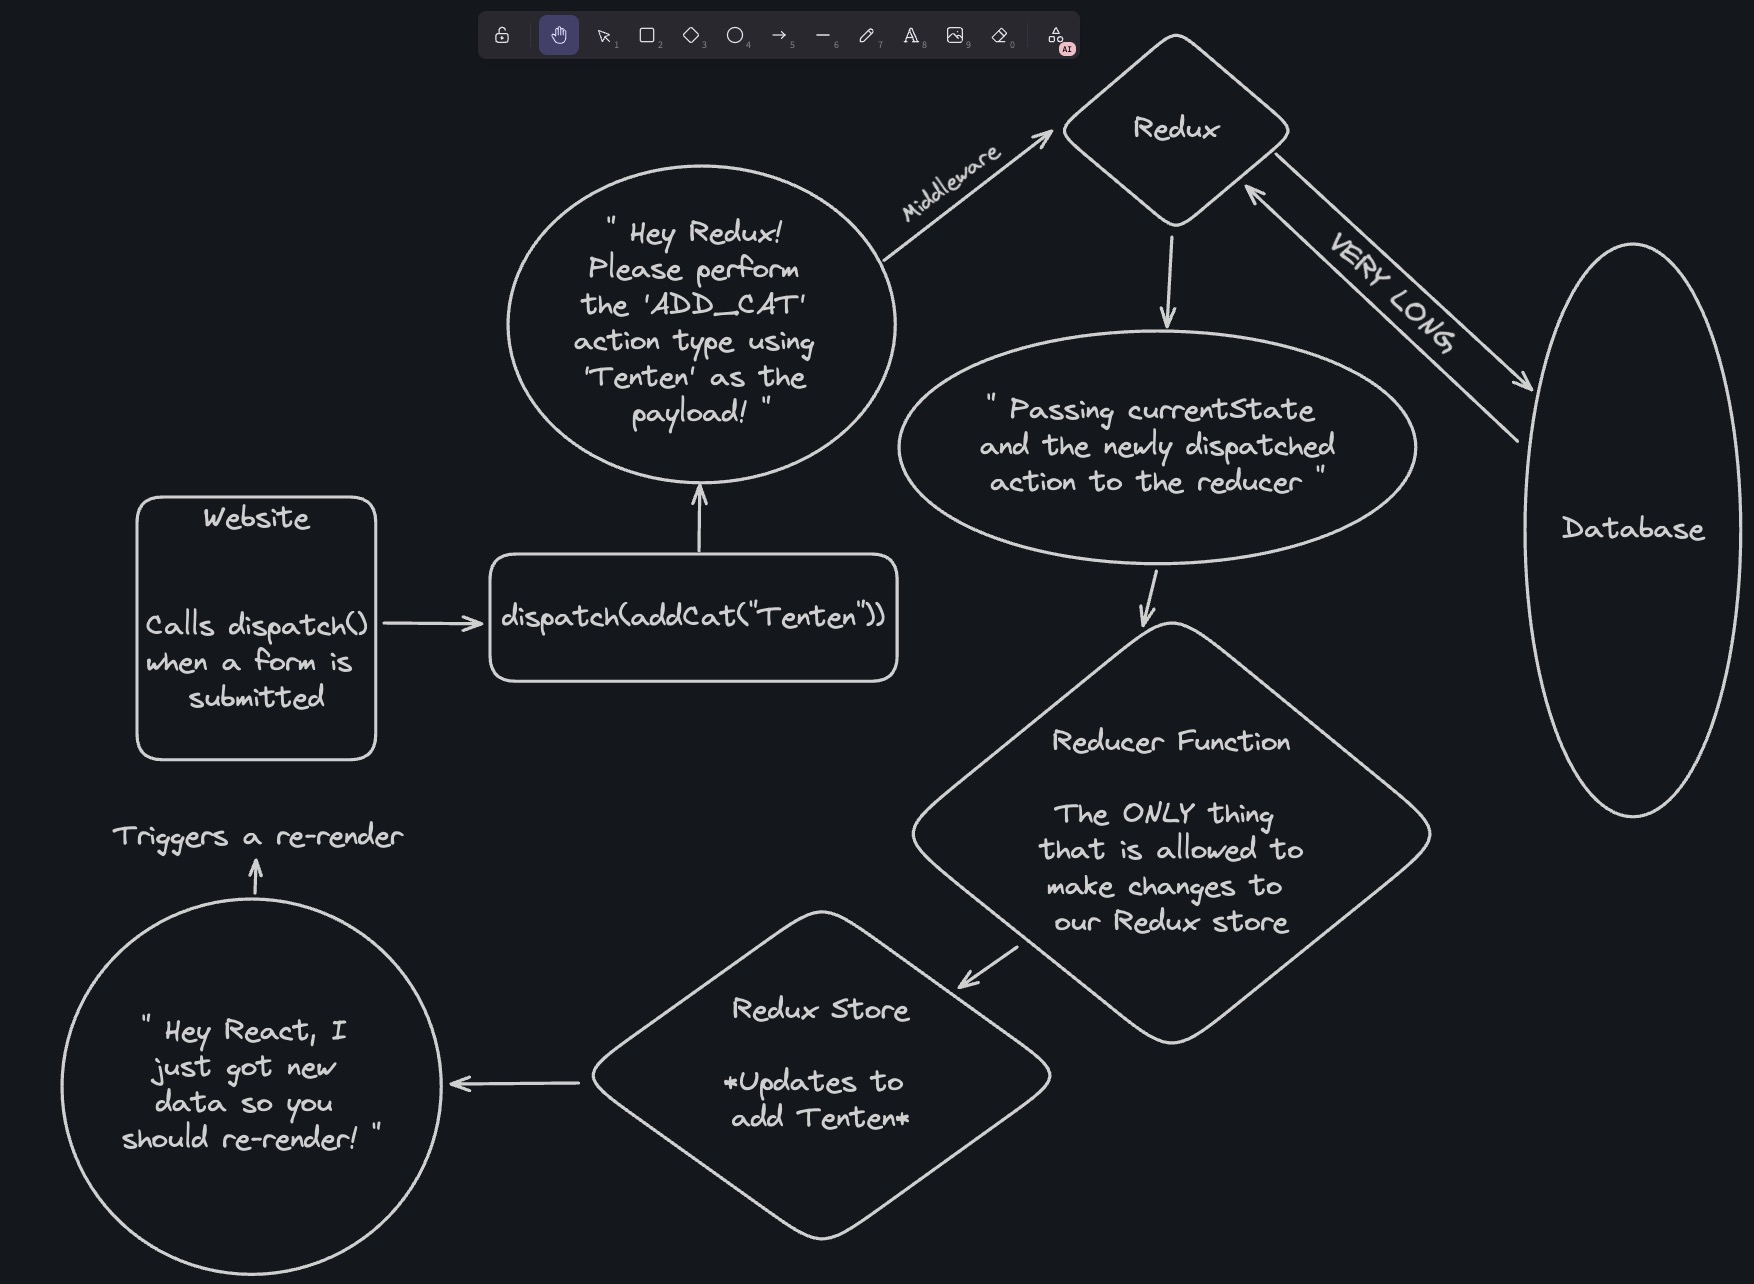 1
2
3
4
5
6
7
8
9
0
AI
Redux
Middleware
" Hey Redux!
Please perform
the 'ADD_CAT'
action type using
'Tenten' as the
payload! "
VERY LONG
" Passing currentState
and the newly dispatched
action to the reducer "
Database
Website
Calls dispatch()
when a form is
submitted
dispatch(addCat("Tenten"))
Reducer Function
The ONLY thing
that is allowed to
make changes to
our Redux store
Triggers a re-render
Redux Store
*Updates to
add Tenten*
" Hey React, I
just got new
data so you
should re-render! "